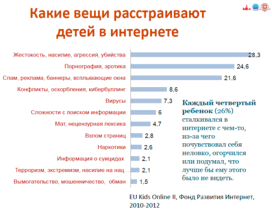 Какие вещи расстраивают
детей в интернете
Жестокость, насилие, агрессия, убийства 28,3
Порнография, эротика 24,6
Спам, реклама, баннеры, всплывающие окна 21,6
Конфликты, оскорбления, кибербуллинг 8,6
Вирусы 7,3
Сложности с поиском информации 6
Мат, нецензурная лексика 4,7
Взлом страниц 2,8
Наркотики 2,6
Информация о суицидах 2,1
Терроризм, экстремизм, насилие на нац. 2,1
Вымогательство, мошенничество, обман 1,5
Каждый четвертый
ребенок (26%)
сталкивался в
интернете с чем-то,
из-за чего
почувствовал себя
неловко, огорчился
или подумал, что
лучше бы ему этого
было не видеть.
EU Kids Online II, Фонд Развития Интернет,
2010-2012